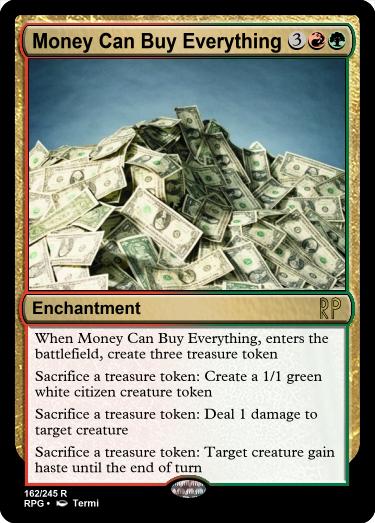 Money Can Buy Everything 3
Enchantment RP
When Money Can Buy Everything, enters the
battlefield, create three treasure token
Sacrifice a treasure token: Create a 1/1 green
white citizen creature token
Sacrifice a treasure token: Deal 1 damage to
target creature
Sacrifice a treasure token: Target creature gain
haste until the end of turn
162/245 R
RPG • Termi